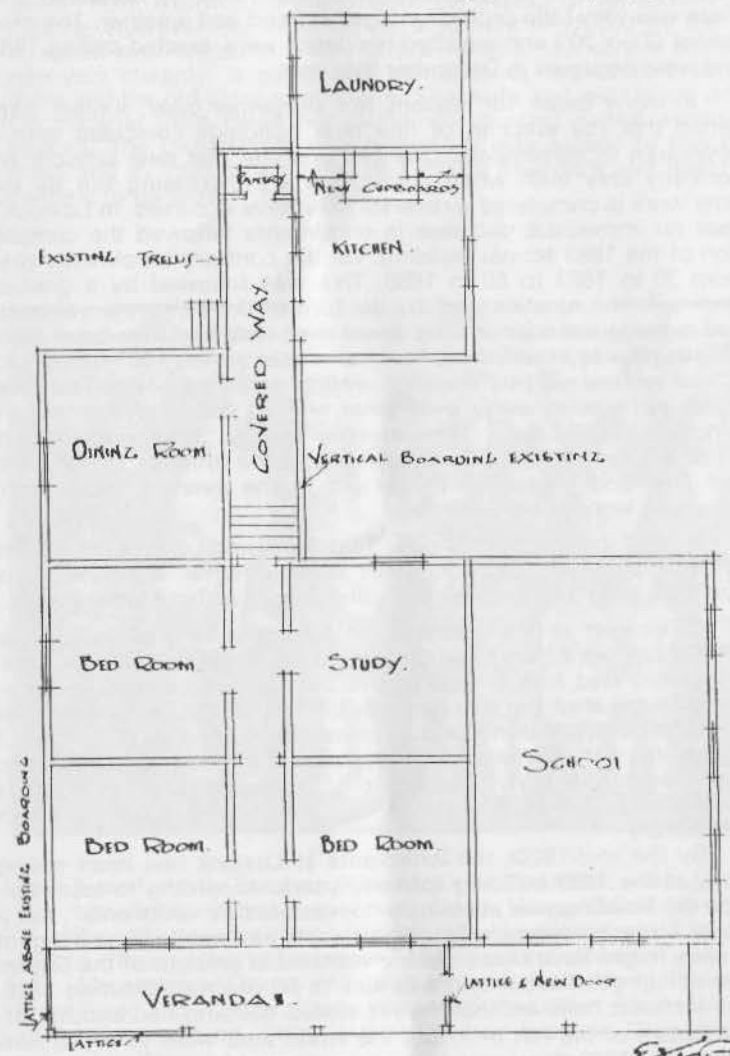 LAUNDRY.
PANTRY
NEW CUPBOARDS
EXISTING TRELLIS
KITCHEN.
COVERED WAY.
DINING ROOM.
VERTICAL BOARDING EXISTING
BED ROOM
STUDY.
SCHOOL
LATTICE ABOVE EXISTING BOARDING
BED ROOM.
BED ROOM
VERANDAH.
LATTICE & NEW DOOR
LATTICE